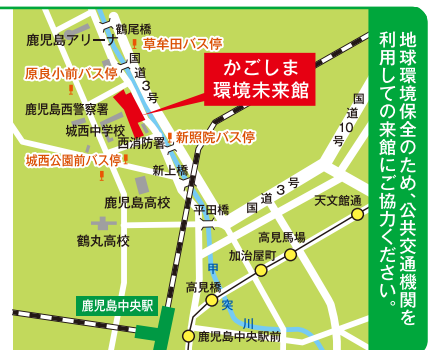 地球環境保全のため、公共交通機関を
利用しての来館にご協力ください
鶴尾橋
鹿児島アリーナ
草牟田バス停
国道3号
原良小前バス停
かごしま
環境未来館
鹿児島西警察署
城西中学校
西消防署
新照院バス停
城西公園前バス停
新上橋
国道10号
国道3号
鹿児島高校
平田橋
天文館通
鶴丸高校
高見馬場
加治屋町
甲突川
高見橋
鹿児島中央駅
鹿児島中央駅前